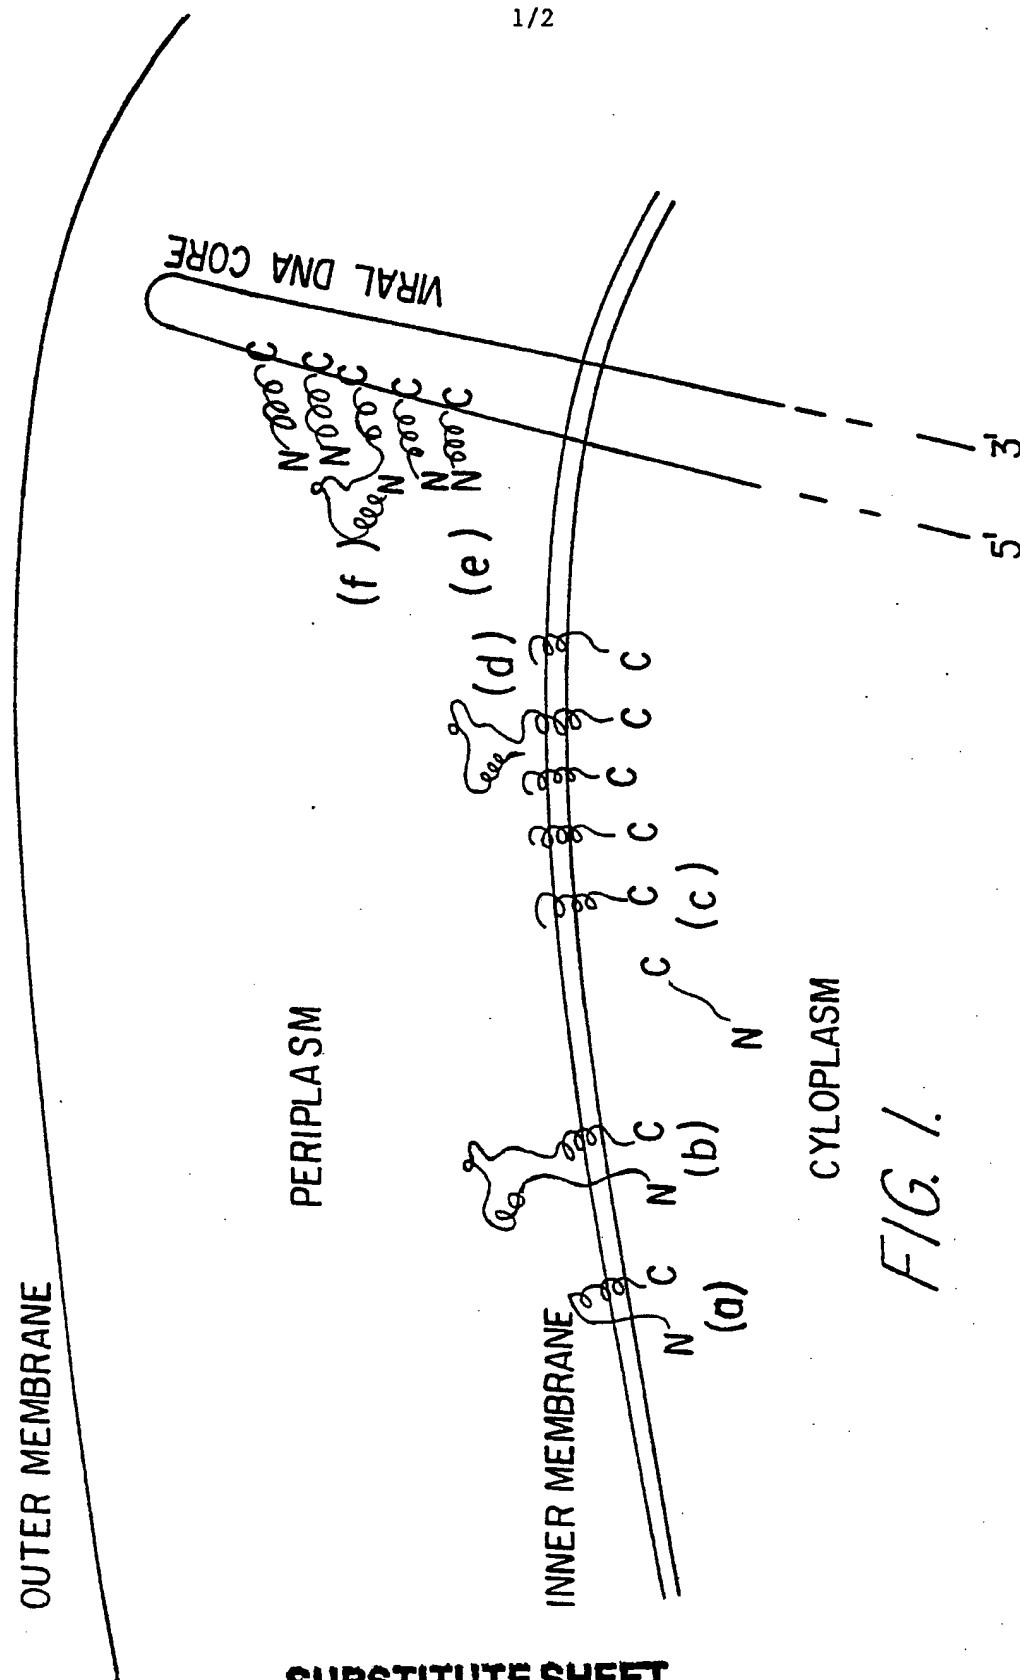 1/2
OUTER MEMBRANE
PERIPLASM
VIRAL DNA CORE
C
C
C
C
C
N
N
N
N
N
(f)
(e)
(d)
INNER MEMBRANE
N
C
(a)
N
C
(b)
N
C
C
(c)
C
C
C
C
5'
3'
CYLOPLASM
FIG. 1.
SUBSTITUTE SHEET